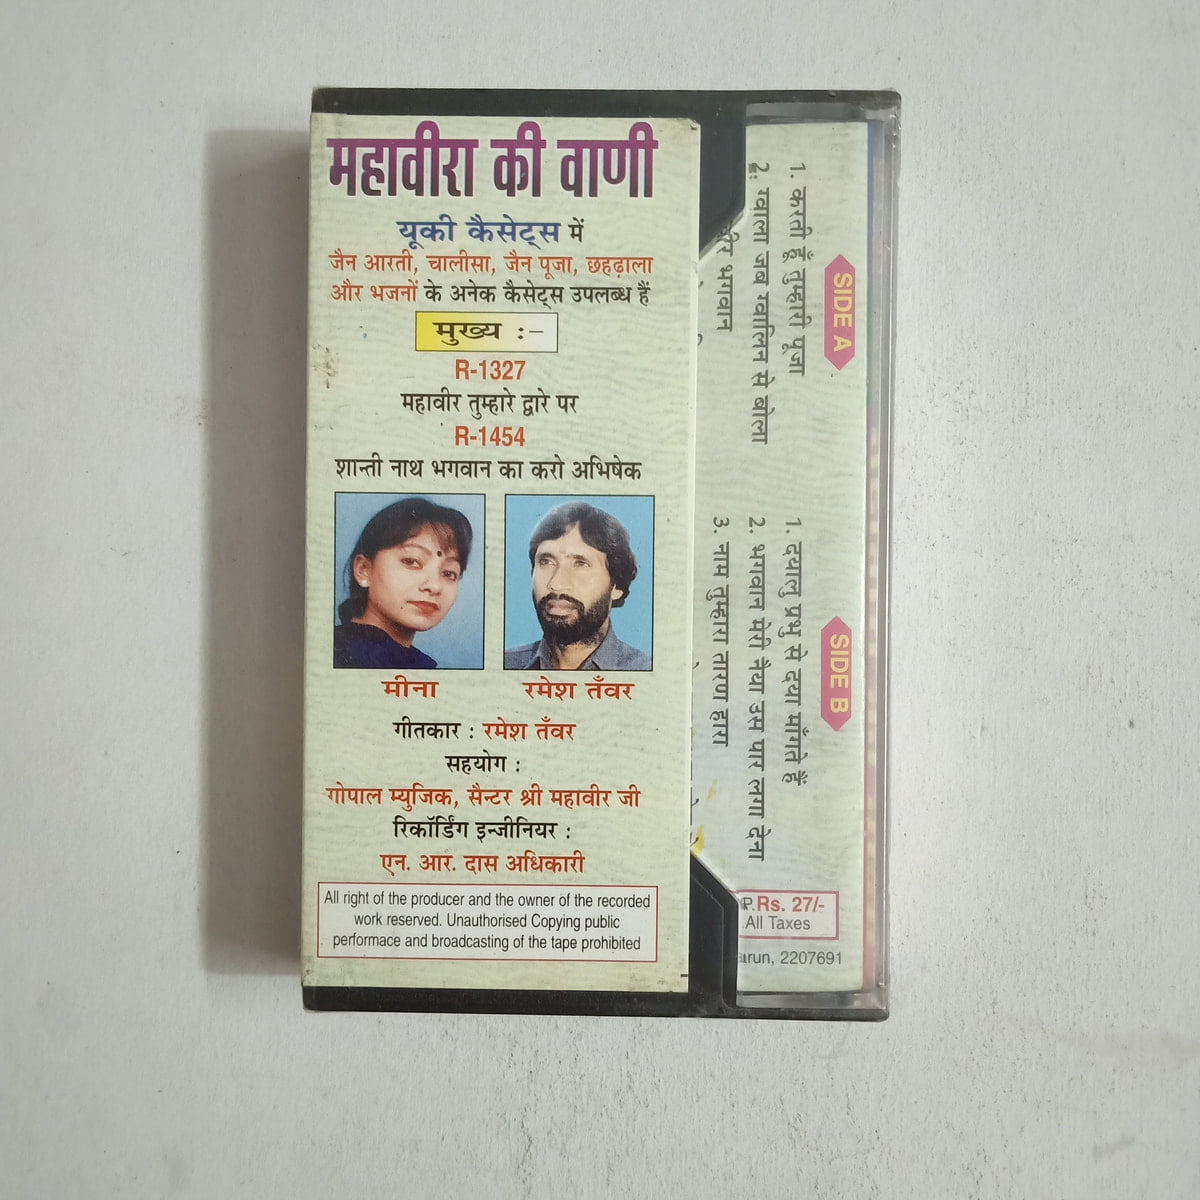 महावीरा की वाणी
यूकी कैसेट्स में
जैन आरती, चालीसा, जैन पूजा, छहढ़ाला
और भजनों के अनेक कैसेट्स उपलब्ध हैं
मुख्य :-
R-1327
महावीर तुम्हारे द्वारे पर
R-1454
शान्ती नाथ भगवान का करो अभिषेक
मीना
रमेश तँवर
गीतकार : रमेश तँवर
सहयोग :
गोपाल म्युजिक, सैन्टर श्री महावीर जी
रिकॉर्डिंग इन्जीनियर :
एन. आर. दास अधिकारी
All right of the producer and the owner of the recorded
work reserved. Unauthorised Copying public
performace and broadcasting of the tape prohibited
SIDE A
1. करती हूँ तुम्हारी पूजा
2. ग्वाला जब ग्वालिन से बोला
भगवान
SIDE B
1. दयालु प्रभु से दया माँगते हैं
2. भगवान मेरी नैया उस पार लगा देना
3. नाम तुम्हारा तारण हारा
P.Rs. 27/-
All Taxes
2207691